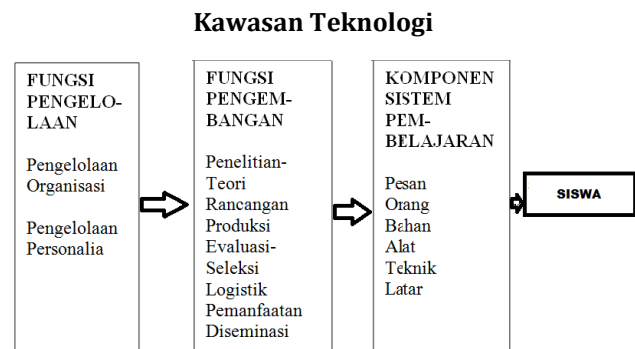 Kawasan Teknologi
FUNGSI
PENGELO-
LAAN
Pengelolaan
Organisasi
Pengelolaan
Personalia
FUNGSI
PENGEM-
BANGAN
Penelitian-
Teori
Rancangan
Produksi
Evaluasi-
Seleksi
Logistik
Pemanfaatan
Diseminasi
KOMPONEN
SISTEM
PEM-
BELAJARAN
Pesan
Orang
Bahan
Alat
Teknik
Latar
SISWA